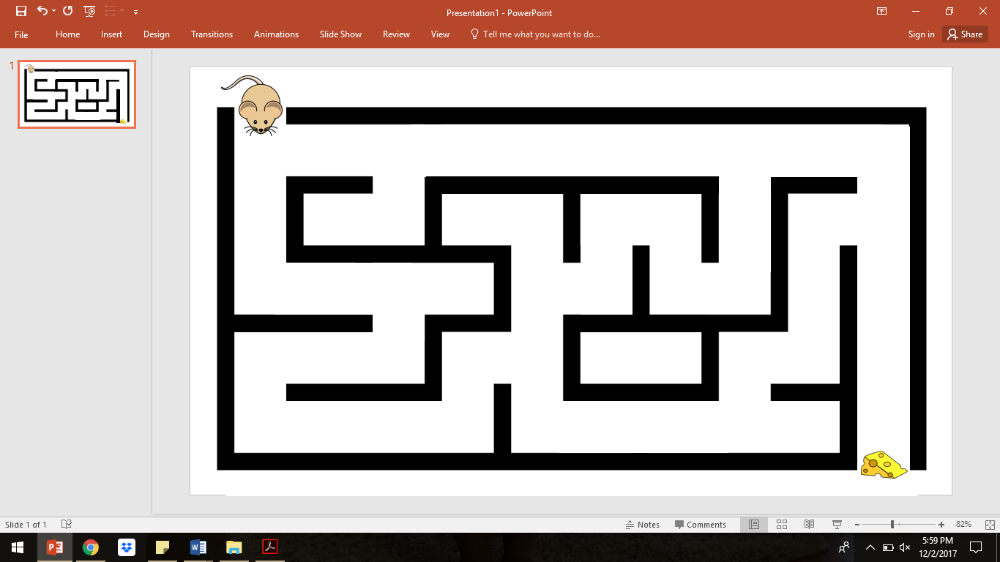 Presentation1 - PowerPoint
File Home Insert Design Transitions Animations Slide Show Review View Tell me what you want to do... Sign in Share
1
Slide 1 of 1 Notes Comments 82%
5:59 PM
12/2/2017